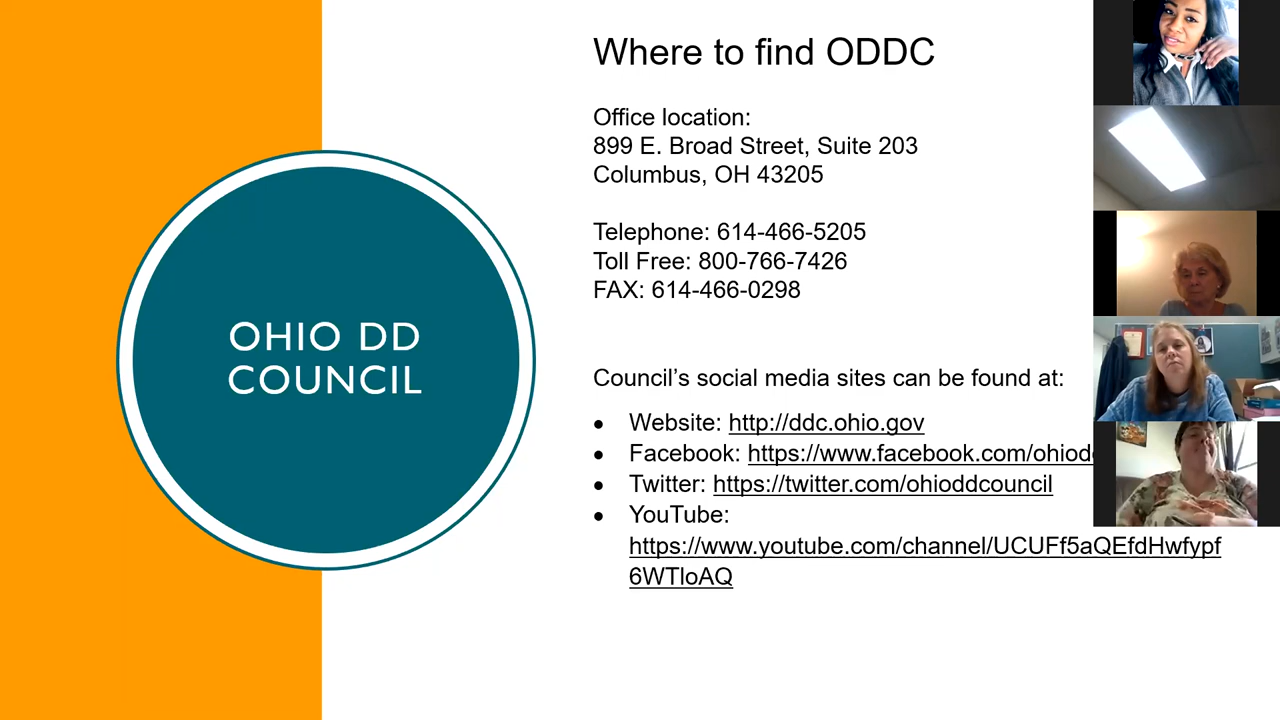 Where to find ODDC
Office location:
899 E. Broad Street, Suite 203
Columbus, OH 43205
Telephone: 614-466-5205
Toll Free: 800-766-7426
FAX: 614-466-0298
OHIO DD
COUNCIL
Council's social media sites can be found at:
• Website: http://ddc.ohio.gov
• Facebook: https://www.facebook.com/ohiod
• Twitter: https://twitter.com/ohioddcouncil
• YouTube:
https://www.youtube.com/channel/UCUFf5aQEfdHwfypf
6WTloAQ